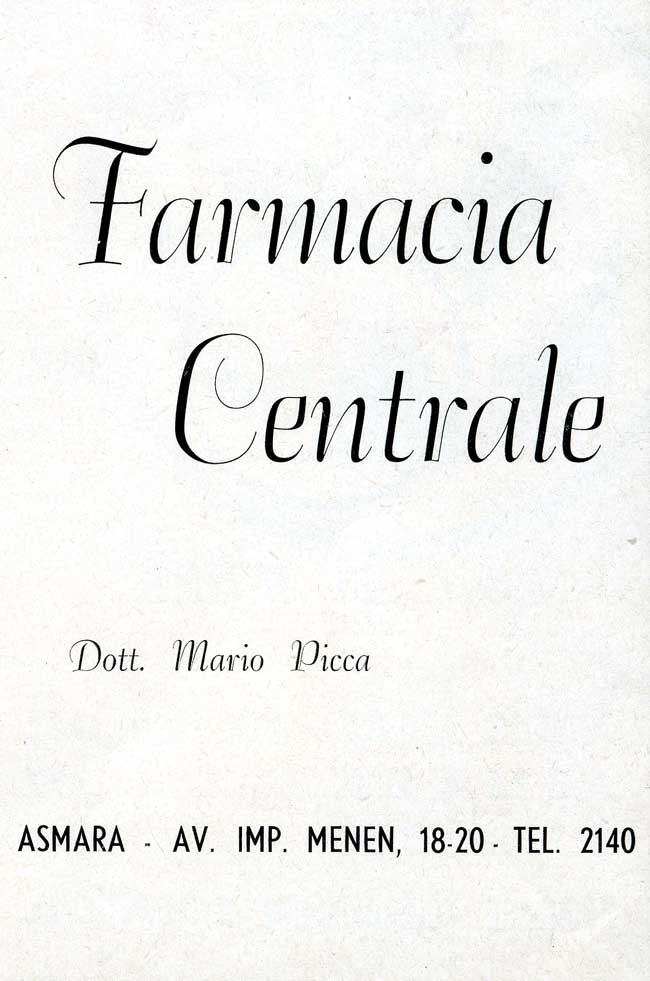 Farmacia
Centrale
Dott. Mario Picca
ASMARA - AV. IMP. MENEN, 18-20 - TEL. 2140